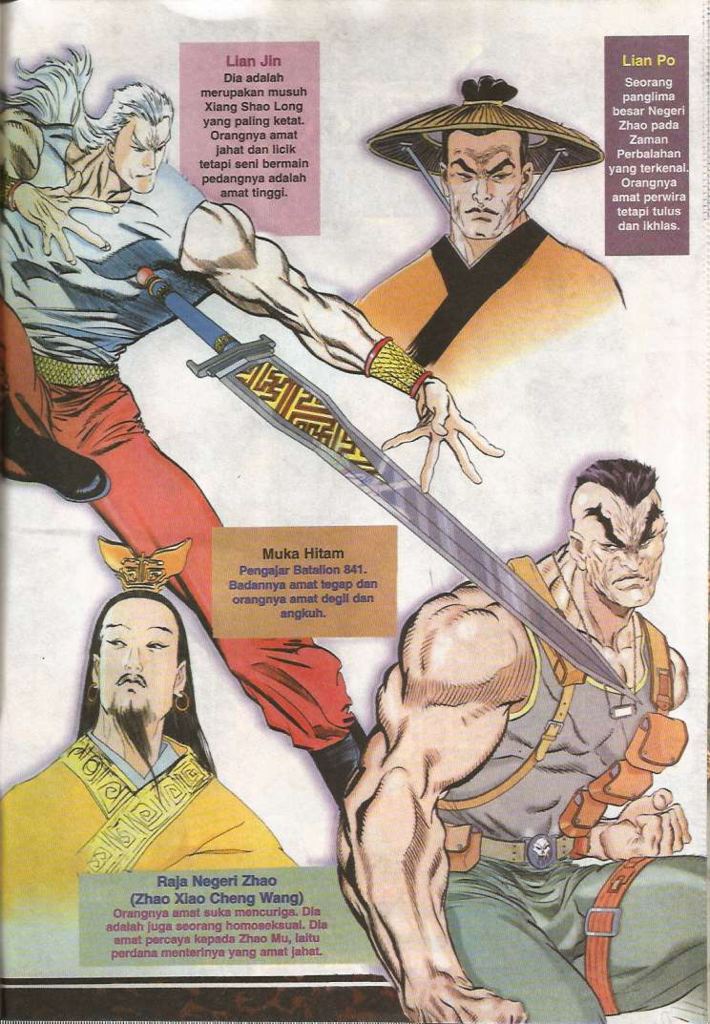 Lian Jin
Dia adalah
merupakan musuh
Xiang Shao Long
yang paling ketat.
Orangnya amat
jahat dan licik
tetapi seni bermain
pedangnya adalah
amat tinggi.
Lian Po
Seorang
panglima
besar Negeri
Zhao pada
Zaman
Perbalahan
yang terkenal.
Orangnya
amat perwira
tetapi tulus
dan ikhlas.
Muka Hitam
Pengajar Batalion 841.
Badannya amat tegap dan
orangnya amat degil dan
angkuh.
Raja Negeri Zhao
(Zhao Xiao Cheng Wang)
Orangnya amat suka mencuriga. Dia
adalah juga seorang homoseksual. Dia
amat percaya kepada Zhao Mu, iaitu
perdana menterinya yang amat jahat.